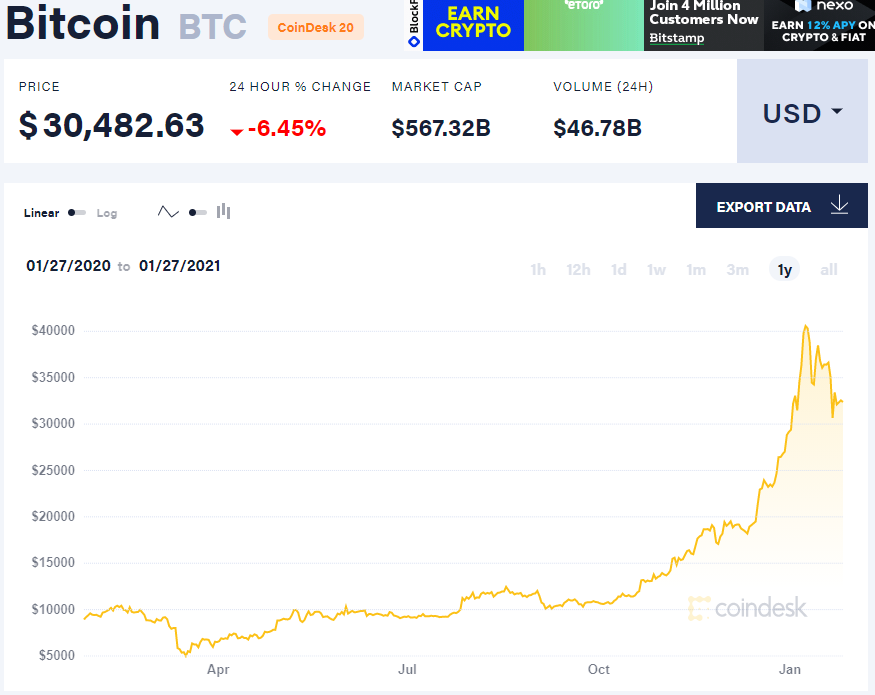 Bitcoin BTC CoinDesk 20
BlockF
EARN
CRYPTO
eTORO
Join 4 Million
Customers Now
Bitstamp
nexo
EARN 12% APY ON
CRYPTO & FIAT
PRICE
$30,482.63
24 HOUR % CHANGE
-6.45%
MARKET CAP
$567.32B
VOLUME (24H)
$46.78B
USD
Linear Log
EXPORT DATA
01/27/2020 to 01/27/2021
1h 12h 1d 1w 1m 3m 1y all
$40000
$35000
$30000
$25000
$20000
$15000
$10000
$5000
coindesk
Apr Jul Oct Jan